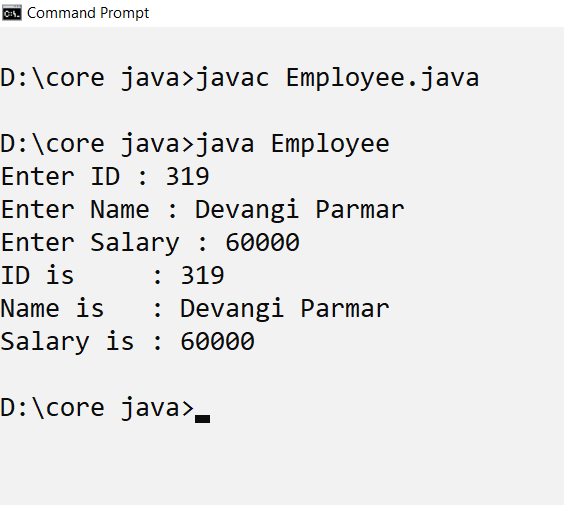 Command Prompt
D:\core java>javac Employee.java
D:\core java>java Employee
Enter ID : 319
Enter Name : Devangi Parmar
Enter Salary : 60000
ID is     : 319
Name is   : Devangi Parmar
Salary is : 60000
D:\core java>